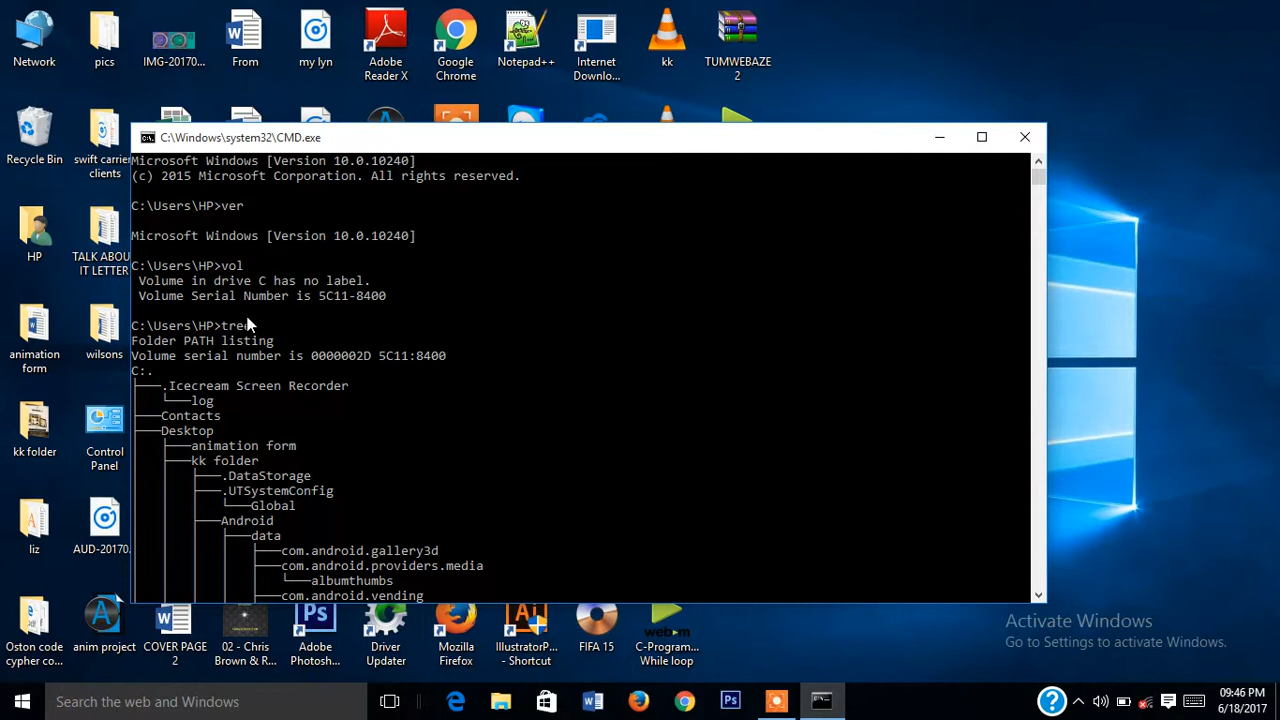 Network
pics
IMG-20170...
From
my lyn
Adobe
Reader X
Google
Chrome
Notepad++
Internet
Downlo...
kk
TUMWEBAZE
2
Recycle Bin
swift carrier
clients
C:\Windows\system32\CMD.exe
Microsoft Windows [Version 10.0.10240]
(c) 2015 Microsoft Corporation. All rights reserved.
C:\Users\HP>ver
Microsoft Windows [Version 10.0.10240]
C:\Users\HP>vol
Volume in drive C has no label.
Volume Serial Number is 5C11-8400
C:\Users\HP>tree
Folder PATH listing
Volume serial number is 0000002D 5C11:8400
C:.
├───.Icecream Screen Recorder
│   └───log
├───Contacts
├───Desktop
│   ├───animation form
│   ├───kk folder
│   │   ├───.DataStorage
│   │   ├───.UTSystemConfig
│   │   │   └───Global
│   │   ├───Android
│   │   │   ├───data
│   │   │   │   ├───com.android.gallery3d
│   │   │   │   ├───com.android.providers.media
│   │   │   │   │   └───albumthumbs
│   │   │   │   ├───com.android.vending
HP
TALK ABOU
IT LETTER
animation
form
wilsons
kk folder
Control
Panel
liz
AUD-20170...
Oston code
cypher co...
anim project
COVER PAGE
2
02 - Chris
Brown & R...
Ps
Adobe
Photosh...
Driver
Updater
Mozilla
Firefox
Ai
IllustratorP...
- Shortcut
FIFA 15
web-m
C-Program...
While loop
Activate Windows
Go to Settings to activate Windows.
Search the web and Windows
Ps
09:46 PM
6/18/2017